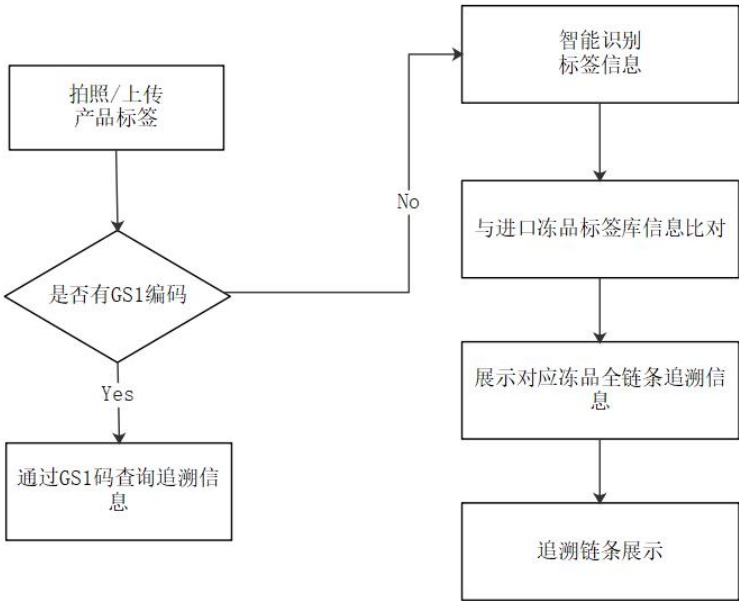 拍照/上传
产品标签
是否有GS1编码
Yes
通过GS1码查询追溯信
息
No
智能识别
标签信息
与进口冻品标签库信息比对
展示对应冻品全链条追溯信
息
追溯链条展示